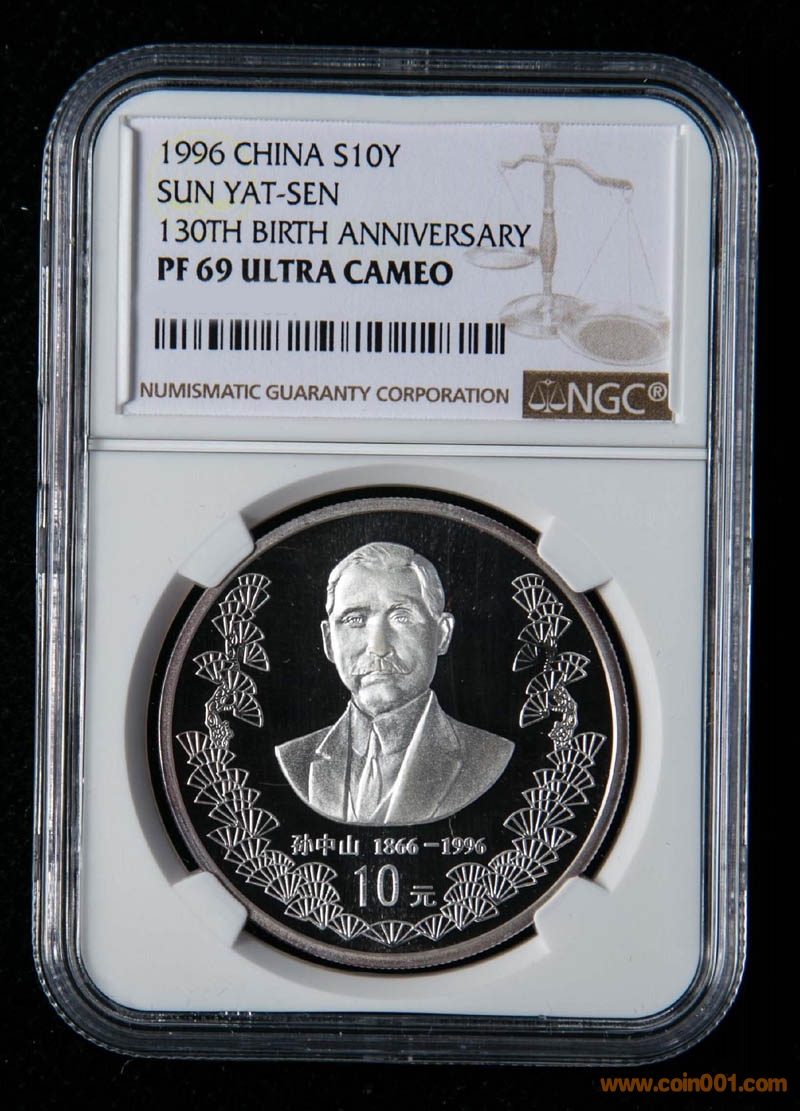 1996 CHINA S10Y
SUN YAT-SEN
130TH BIRTH ANNIVERSARY
PF 69 ULTRA CAMEO
NUMISMATIC GUARANTY CORPORATION
NGC®
孙中山 1866-1996
10元
www.coin001.com